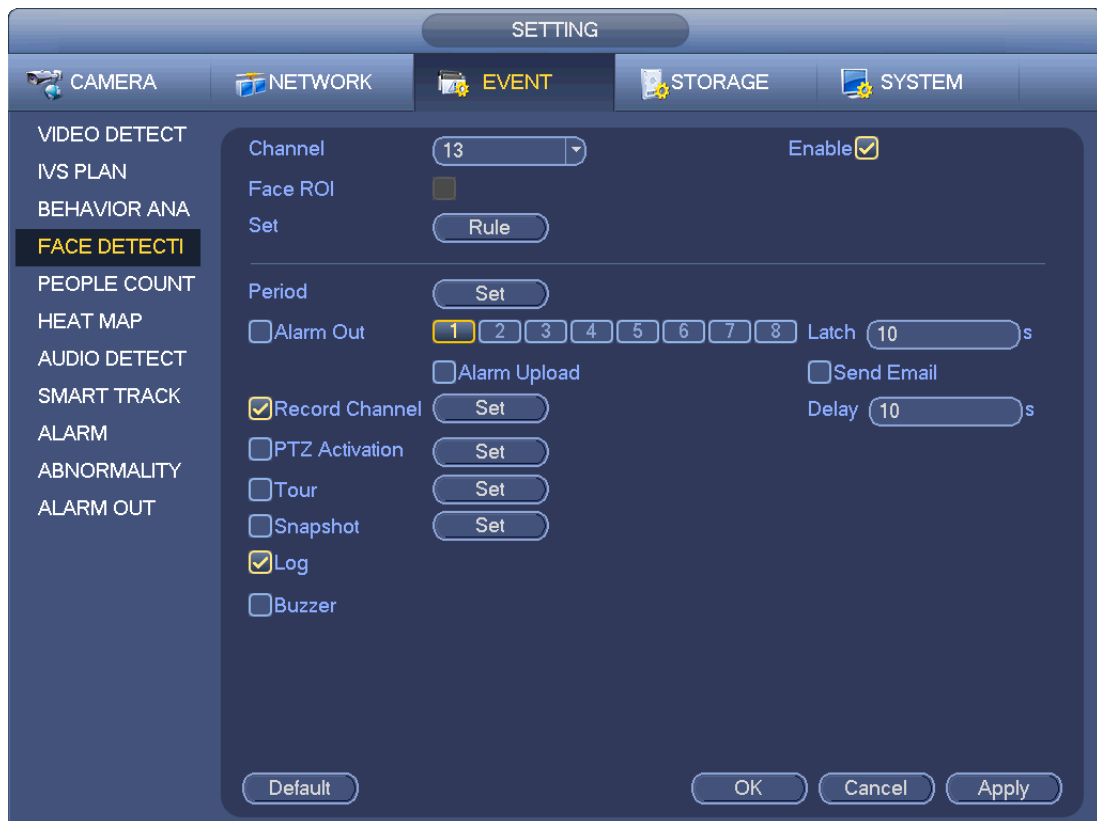 SETTING
CAMERA NETWORK EVENT STORAGE SYSTEM
VIDEO DETECT
IVS PLAN
BEHAVIOR ANA
FACE DETECTI
PEOPLE COUNT
HEAT MAP
AUDIO DETECT
SMART TRACK
ALARM
ABNORMALITY
ALARM OUT
Channel 13 Enable
Face ROI
Set Rule
Period Set
Alarm Out 1 2 3 4 5 6 7 8 Latch 10 s
Alarm Upload Send Email
Record Channel Set Delay 10 s
PTZ Activation Set
Tour Set
Snapshot Set
Log
Buzzer
Default OK Cancel Apply